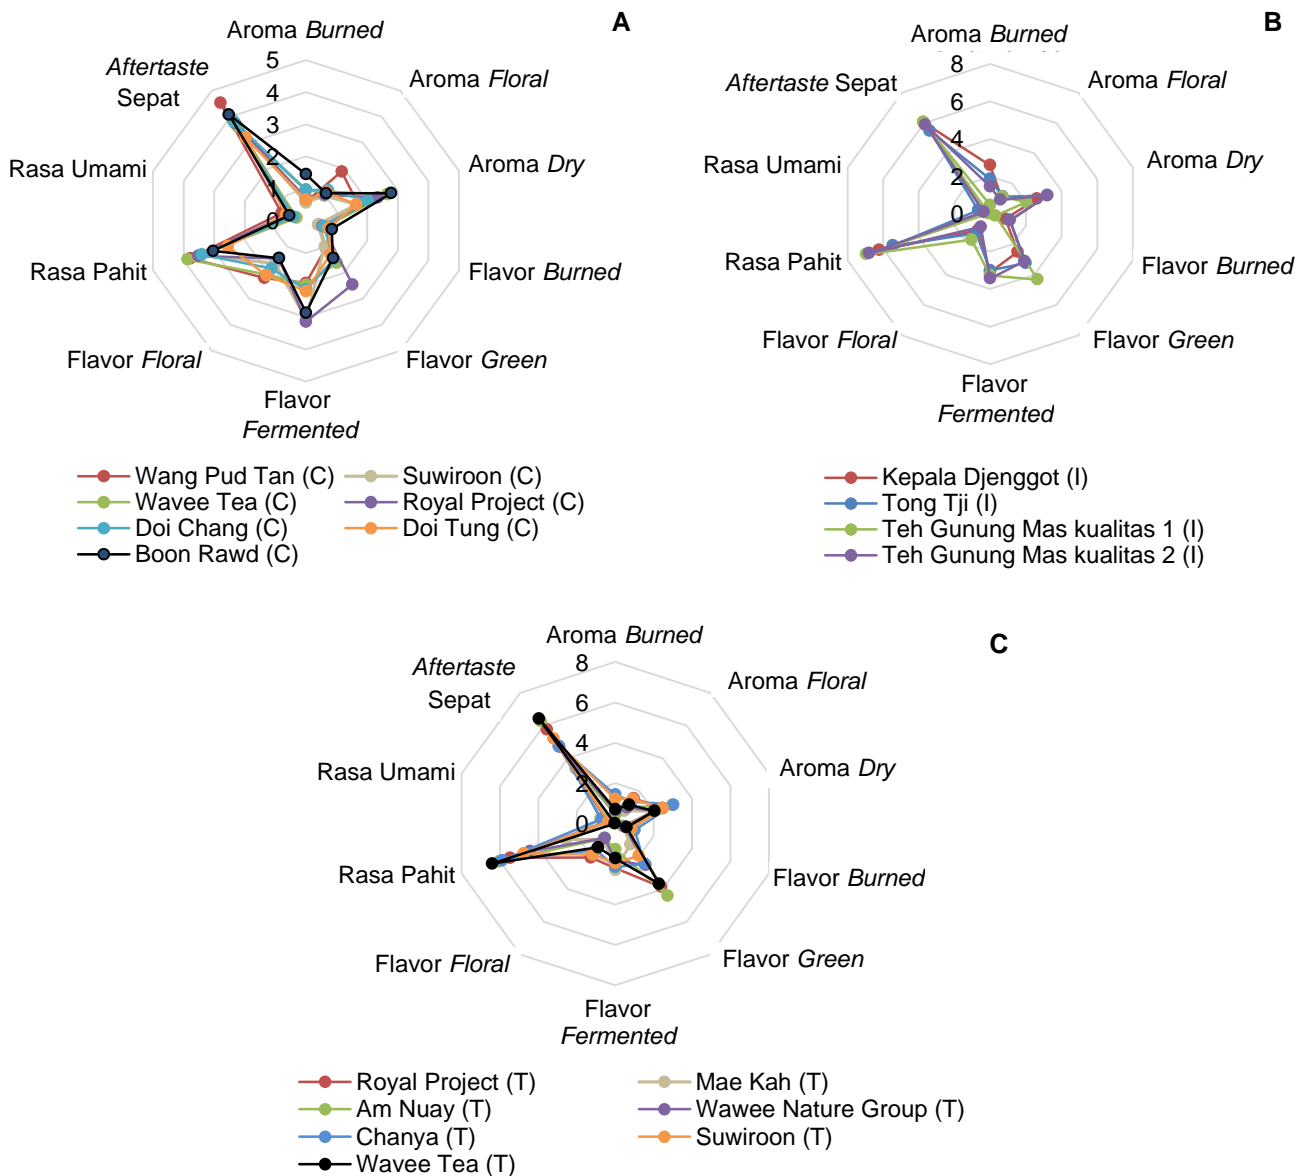 A
Aroma Burned
Aroma Floral
Aroma Dry
Flavor Burned
Flavor Green
Flavor
Fermented
Flavor Floral
Rasa Pahit
Rasa Umami
Aftertaste
Sepat
5
4
3
2
1
0
Wang Pud Tan (C)
Suwiroon (C)
Wavee Tea (C)
Royal Project (C)
Doi Chang (C)
Doi Tung (C)
Boon Rawd (C)
B
Aroma Burned
Aroma Floral
Aroma Dry
Flavor Burned
Flavor Green
Flavor
Fermented
Flavor Floral
Rasa Pahit
Rasa Umami
Aftertaste Sepat
8
6
4
2
0
Kepala Djenggot (I)
Tong Tji (I)
Teh Gunung Mas kualitas 1 (I)
Teh Gunung Mas kualitas 2 (I)
C
Aroma Burned
Aroma Floral
Aroma Dry
Flavor Burned
Flavor Green
Flavor
Fermented
Flavor Floral
Rasa Pahit
Rasa Umami
Aftertaste
Sepat
8
6
4
2
0
Royal Project (T)
Mae Kah (T)
Am Nuay (T)
Wawee Nature Group (T)
Chanya (T)
Suwiroon (T)
Wavee Tea (T)